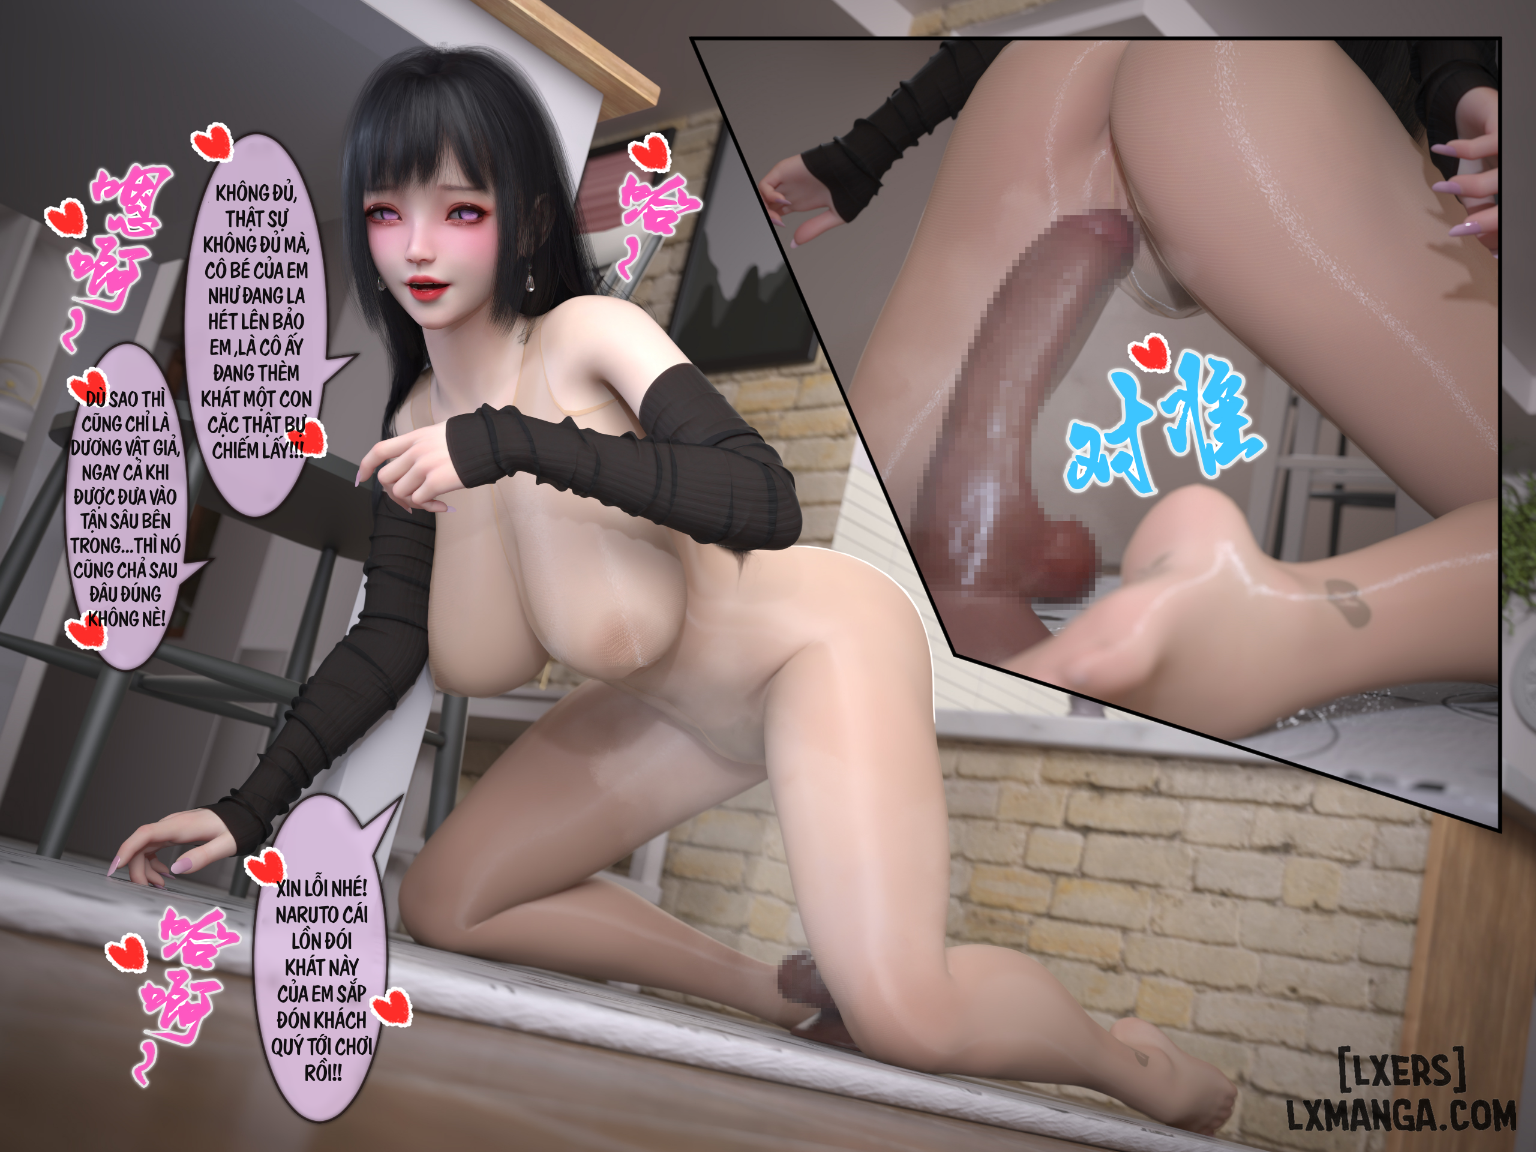 嗯啊~
KHÔNG ĐỦ,
THẬT SỰ
KHÔNG ĐỦ MÀ,
CÔ BÉ CỦA EM
NHƯ ĐANG LA
HÉT LÊN BẢO
EM ,LÀ CÔ ẤY
ĐANG THÈM
KHÁT MỘT CON
CẶC THẬT BỰ
CHIẾM LẤY!!!
哈~
DÙ SAO THÌ
CŨNG CHỈ LÀ
DƯƠNG VẬT GIẢ,
NGAY CẢ KHI
ĐƯỢC ĐƯA VÀO
TẬN SÂU BÊN
TRONG...THÌ NÓ
CŨNG CHẢ SAU
ĐÂU ĐÚNG
KHÔNG NÈ!
对准
XIN LỖI NHÉ!
NARUTO CÁI
LỒN ĐÓI
KHÁT NÀY
CỦA EM SẮP
ĐÓN KHÁCH
QUÝ TỚI CHƠI
RỒI!!
哈啊~
[LXERS]
LXMANGA.COM